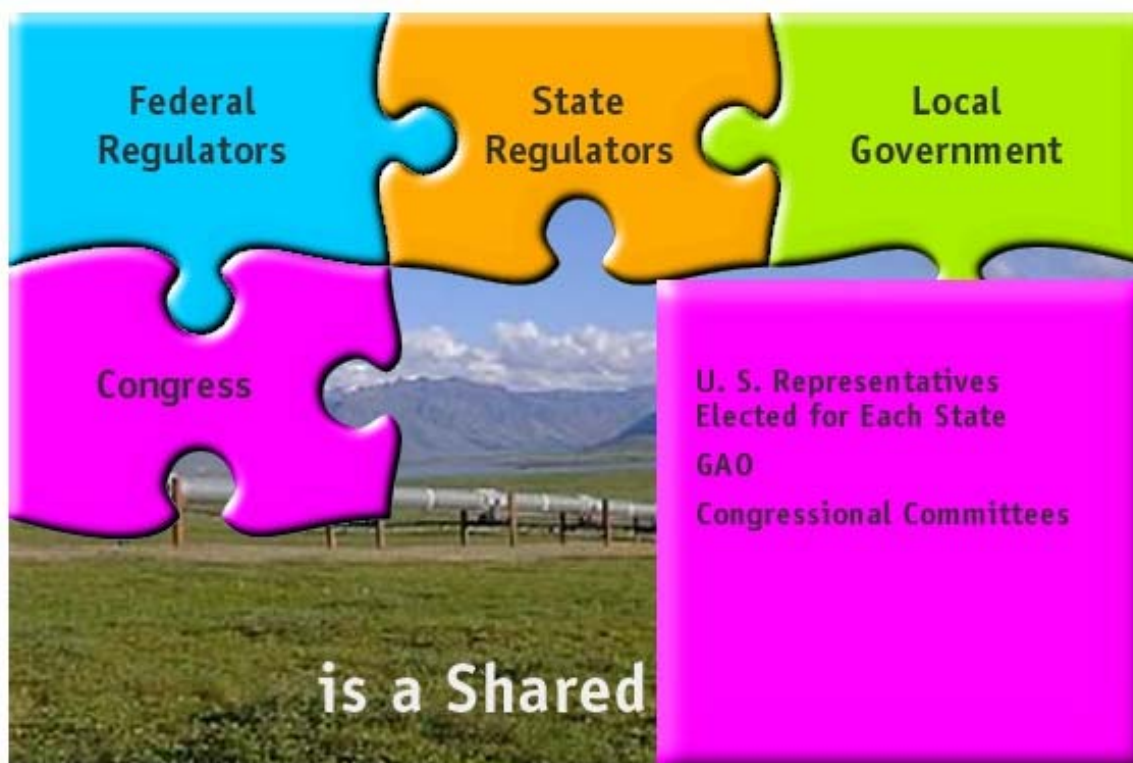 Federal
Regulators
State
Regulators
Local
Government
Congress
U. S. Representatives
Elected for Each State
GAO
Congressional Committees
is a Shared